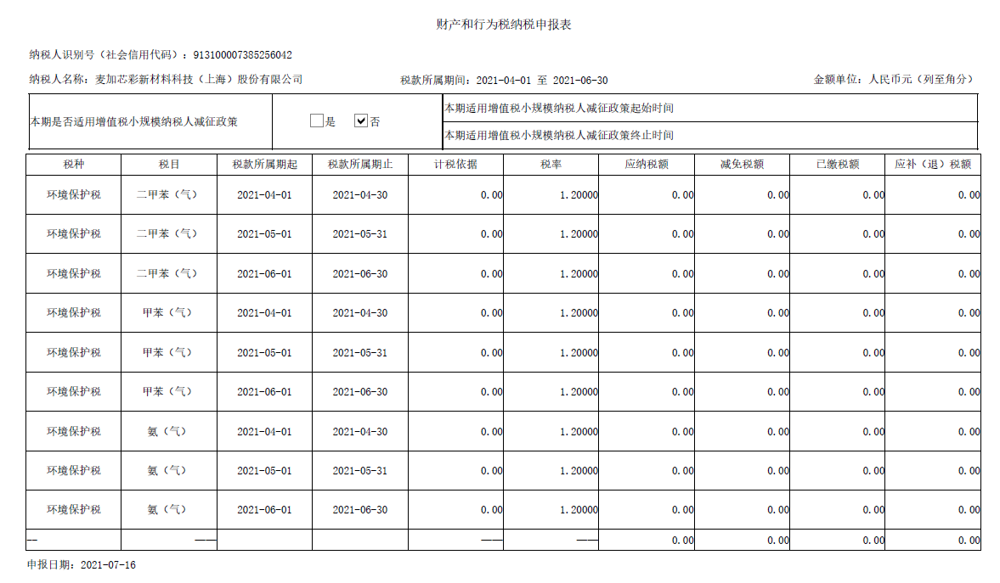 财产和行为税纳税申报表
纳税人识别号（社会信用代码）：913100007385256042
纳税人名称：麦加芯彩新材料科技（上海）股份有限公司 税款所属期间：2021-04-01 至 2021-06-30 金额单位：人民币元（列至角分）
本期是否适用增值税小规模纳税人减征政策 是 否
本期适用增值税小规模纳税人减征政策起始时间
本期适用增值税小规模纳税人减征政策终止时间
税种 税目 税款所属期起 税款所属期止 计税依据 税率 应纳税额 减免税额 已缴税额 应补（退）税额
环境保护税 二甲苯（气） 2021-04-01 2021-04-30 0.00 1.20000 0.00 0.00 0.00 0.00
环境保护税 二甲苯（气） 2021-05-01 2021-05-31 0.00 1.20000 0.00 0.00 0.00 0.00
环境保护税 二甲苯（气） 2021-06-01 2021-06-30 0.00 1.20000 0.00 0.00 0.00 0.00
环境保护税 甲苯（气） 2021-04-01 2021-04-30 0.00 1.20000 0.00 0.00 0.00 0.00
环境保护税 甲苯（气） 2021-05-01 2021-05-31 0.00 1.20000 0.00 0.00 0.00 0.00
环境保护税 甲苯（气） 2021-06-01 2021-06-30 0.00 1.20000 0.00 0.00 0.00 0.00
环境保护税 氨（气） 2021-04-01 2021-04-30 0.00 1.20000 0.00 0.00 0.00 0.00
环境保护税 氨（气） 2021-05-01 2021-05-31 0.00 1.20000 0.00 0.00 0.00 0.00
环境保护税 氨（气） 2021-06-01 2021-06-30 0.00 1.20000 0.00 0.00 0.00 0.00
-- —— —— —— 0.00 0.00 0.00 0.00
申报日期：2021-07-16